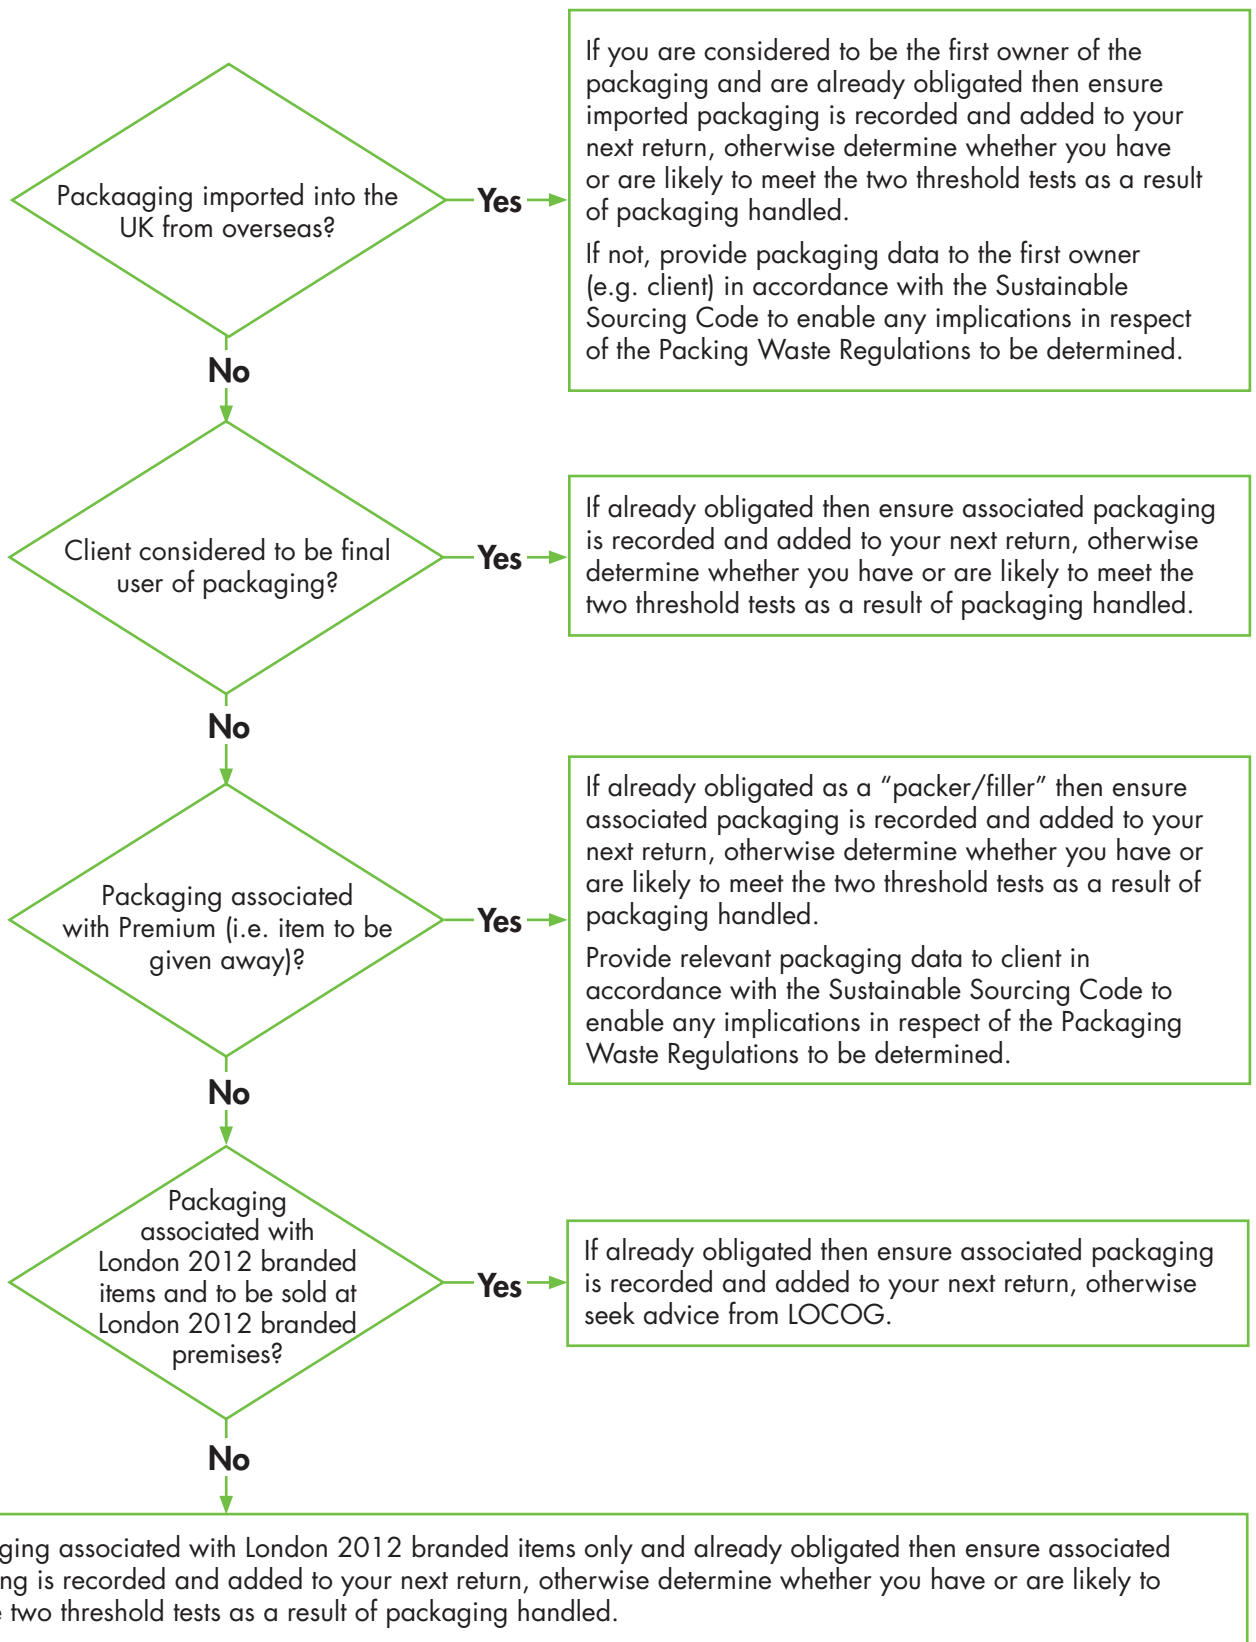 If you are considered to be the first owner of the
packaging and are already obligated then ensure
imported packaging is recorded and added to your
next return, otherwise determine whether you have
or are likely to meet the two threshold tests as a result
of packaging handled.
If not, provide packaging data to the first owner
(e.g. client) in accordance with the Sustainable
Sourcing Code to enable any implications in respect
of the Packing Waste Regulations to be determined.
Packaaging imported into the
UK from overseas?
Yes
No
If already obligated then ensure associated packaging
is recorded and added to your next return, otherwise
determine whether you have or are likely to meet the
two threshold tests as a result of packaging handled.
Client considered to be final
user of packaging?
Yes
No
If already obligated as a “packer/filler” then ensure
associated packaging is recorded and added to your
next return, otherwise determine whether you have or
are likely to meet the two threshold tests as a result of
packaging handled.
Provide relevant packaging data to client in
accordance with the Sustainable Sourcing Code to
enable any implications in respect of the Packaging
Waste Regulations to be determined.
Packaging associated
with Premium (i.e. item to be
given away)?
Yes
No
Packaging
associated with
London 2012 branded
items and to be sold at
London 2012 branded
premises?
Yes
If already obligated then ensure associated packaging
is recorded and added to your next return, otherwise
seek advice from LOCOG.
No
ging associated with London 2012 branded items only and already obligated then ensure associated
ng is recorded and added to your next return, otherwise determine whether you have or are likely to
two threshold tests as a result of packaging handled.